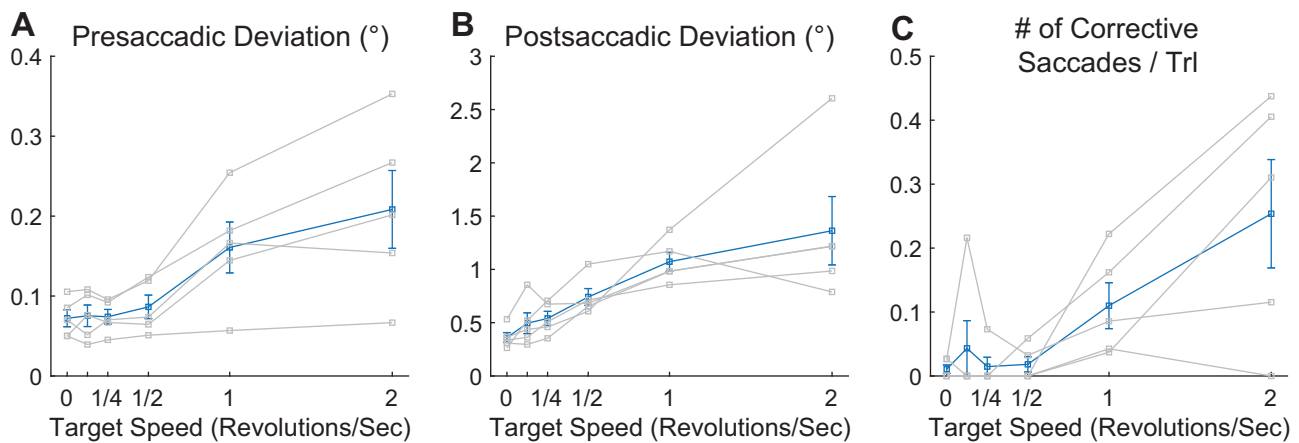 A Presaccadic Deviation (°)
0.4
0.3
0.2
0.1
0
0 1/4 1/2 1 2
Target Speed (Revolutions/Sec)
B Postsaccadic Deviation (°)
3
2.5
2
1.5
1
0.5
0
0 1/4 1/2 1 2
Target Speed (Revolutions/Sec)
C # of Corrective
Saccades / Trl
0.5
0.4
0.3
0.2
0.1
0
0 1/4 1/2 1 2
Target Speed (Revolutions/Sec)